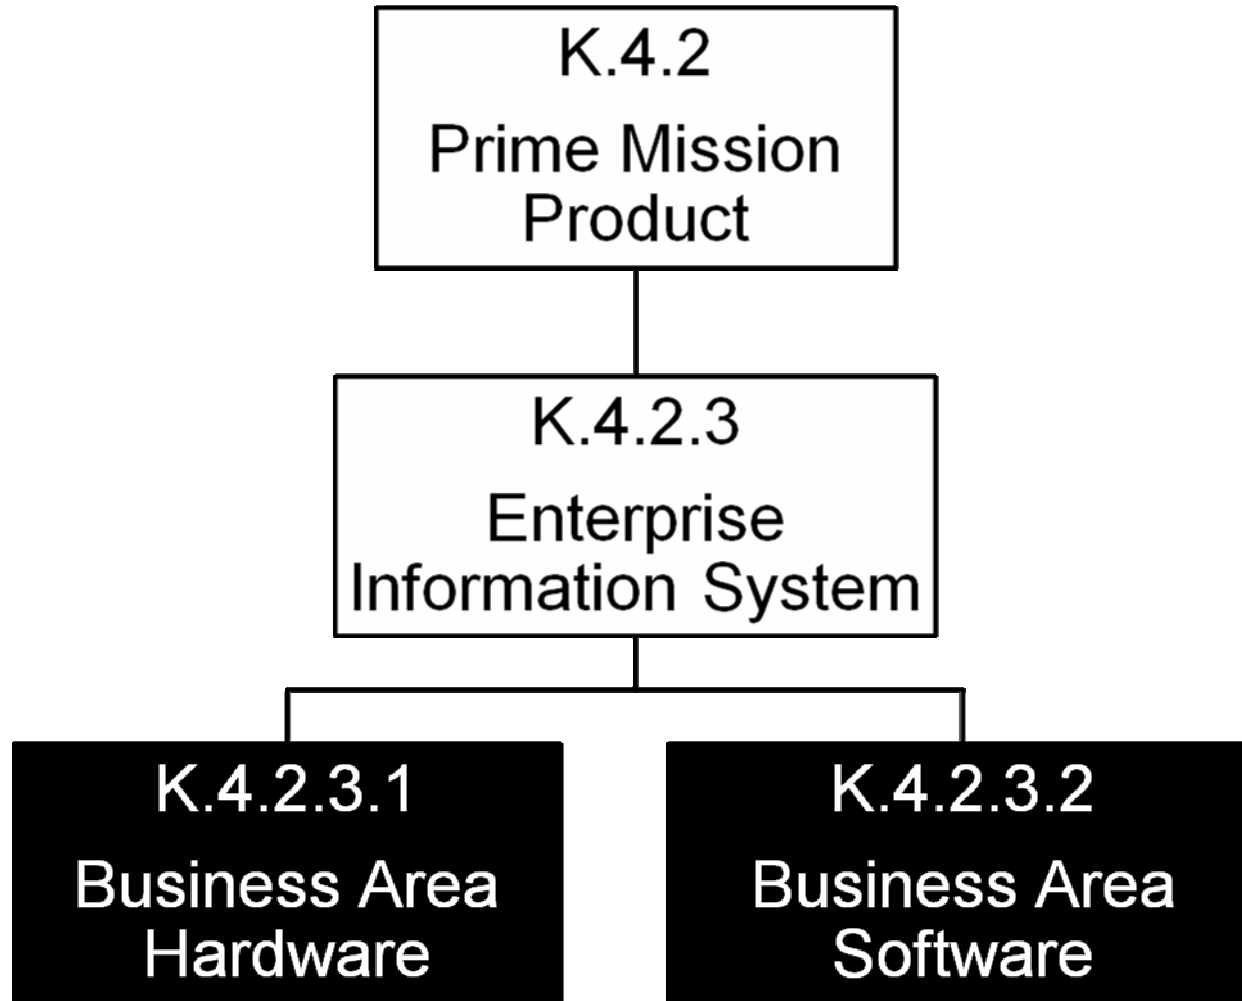 K.4.2
Prime Mission
Product
K.4.2.3
Enterprise
Information System
K.4.2.3.1
Business Area
Hardware
K.4.2.3.2
Business Area
Software